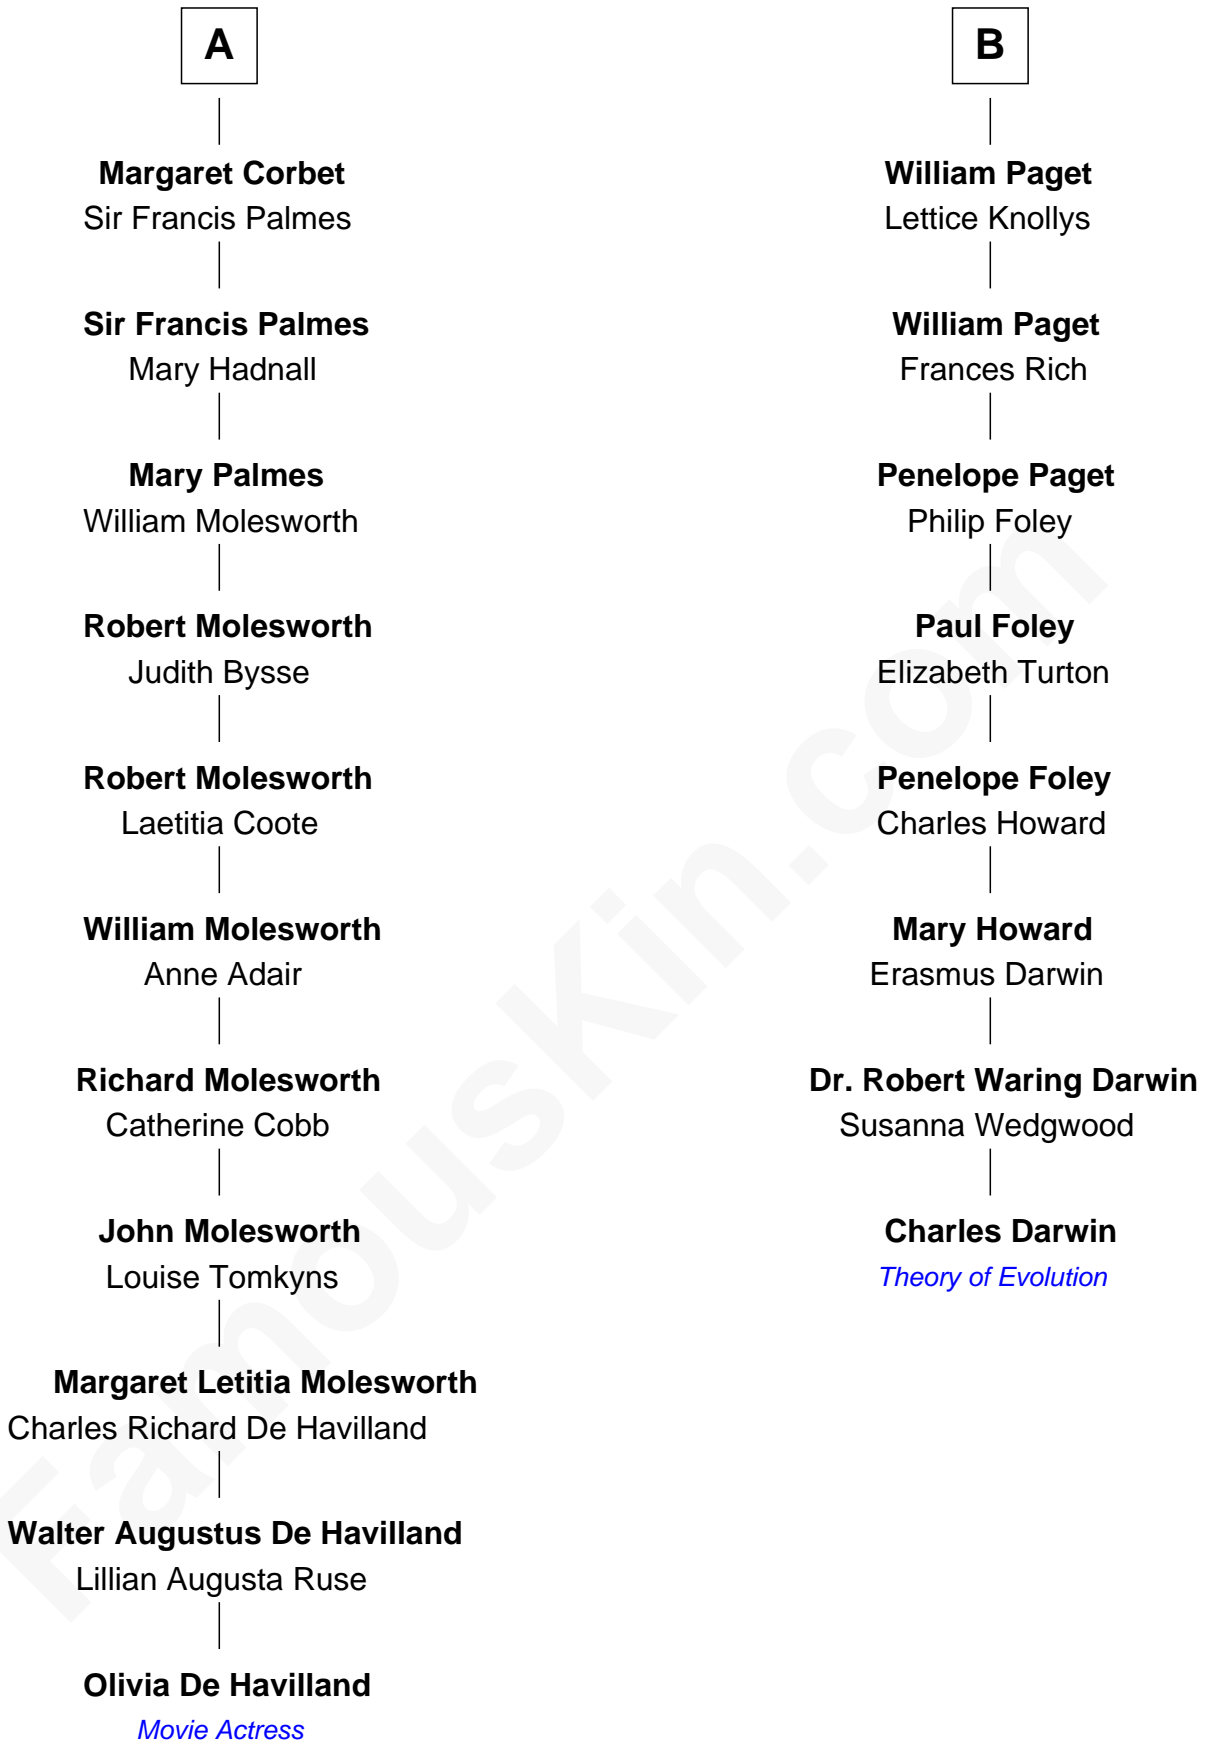 A
Margaret Corbet
Sir Francis Palmes
Sir Francis Palmes
Mary Hadnall
Mary Palmes
William Molesworth
Robert Molesworth
Judith Bysse
Robert Molesworth
Laetitia Coote
William Molesworth
Anne Adair
Richard Molesworth
Catherine Cobb
John Molesworth
Louise Tomkyns
Margaret Letitia Molesworth
Charles Richard De Havilland
Walter Augustus De Havilland
Lillian Augusta Ruse
Olivia De Havilland
Movie Actress
B
William Paget
Lettice Knollys
William Paget
Frances Rich
Penelope Paget
Philip Foley
Paul Foley
Elizabeth Turton
Penelope Foley
Charles Howard
Mary Howard
Erasmus Darwin
Dr. Robert Waring Darwin
Susanna Wedgwood
Charles Darwin
Theory of Evolution
FamousKin.com